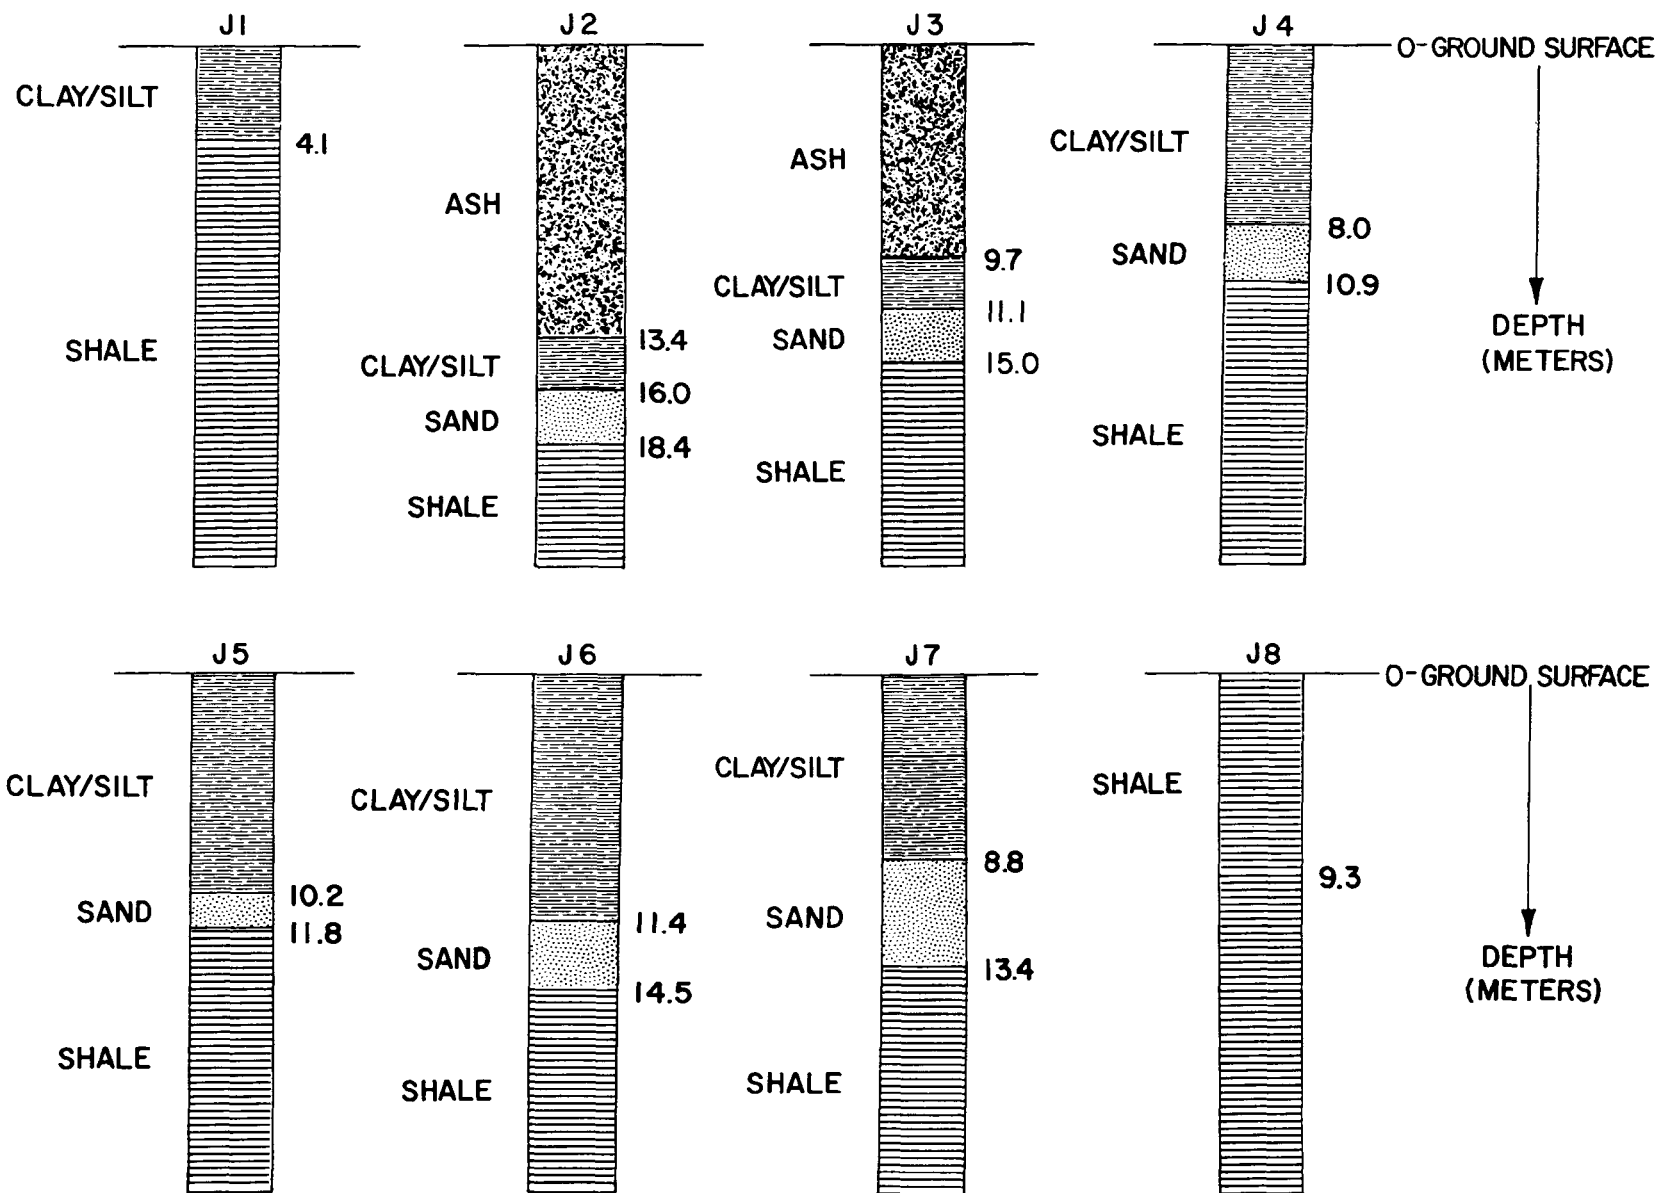 J1
J2
J3
J4
0-GROUND SURFACE
CLAY/SILT
4.1
SHALE
ASH
13.4
CLAY/SILT
16.0
SAND
18.4
SHALE
ASH
9.7
CLAY/SILT
11.1
SAND
15.0
SHALE
CLAY/SILT
8.0
SAND
10.9
SHALE
DEPTH
(METERS)
J5
J6
J7
J8
0-GROUND SURFACE
CLAY/SILT
10.2
SAND
11.8
SHALE
CLAY/SILT
11.4
SAND
14.5
SHALE
CLAY/SILT
8.8
SAND
13.4
SHALE
SHALE
9.3
DEPTH
(METERS)